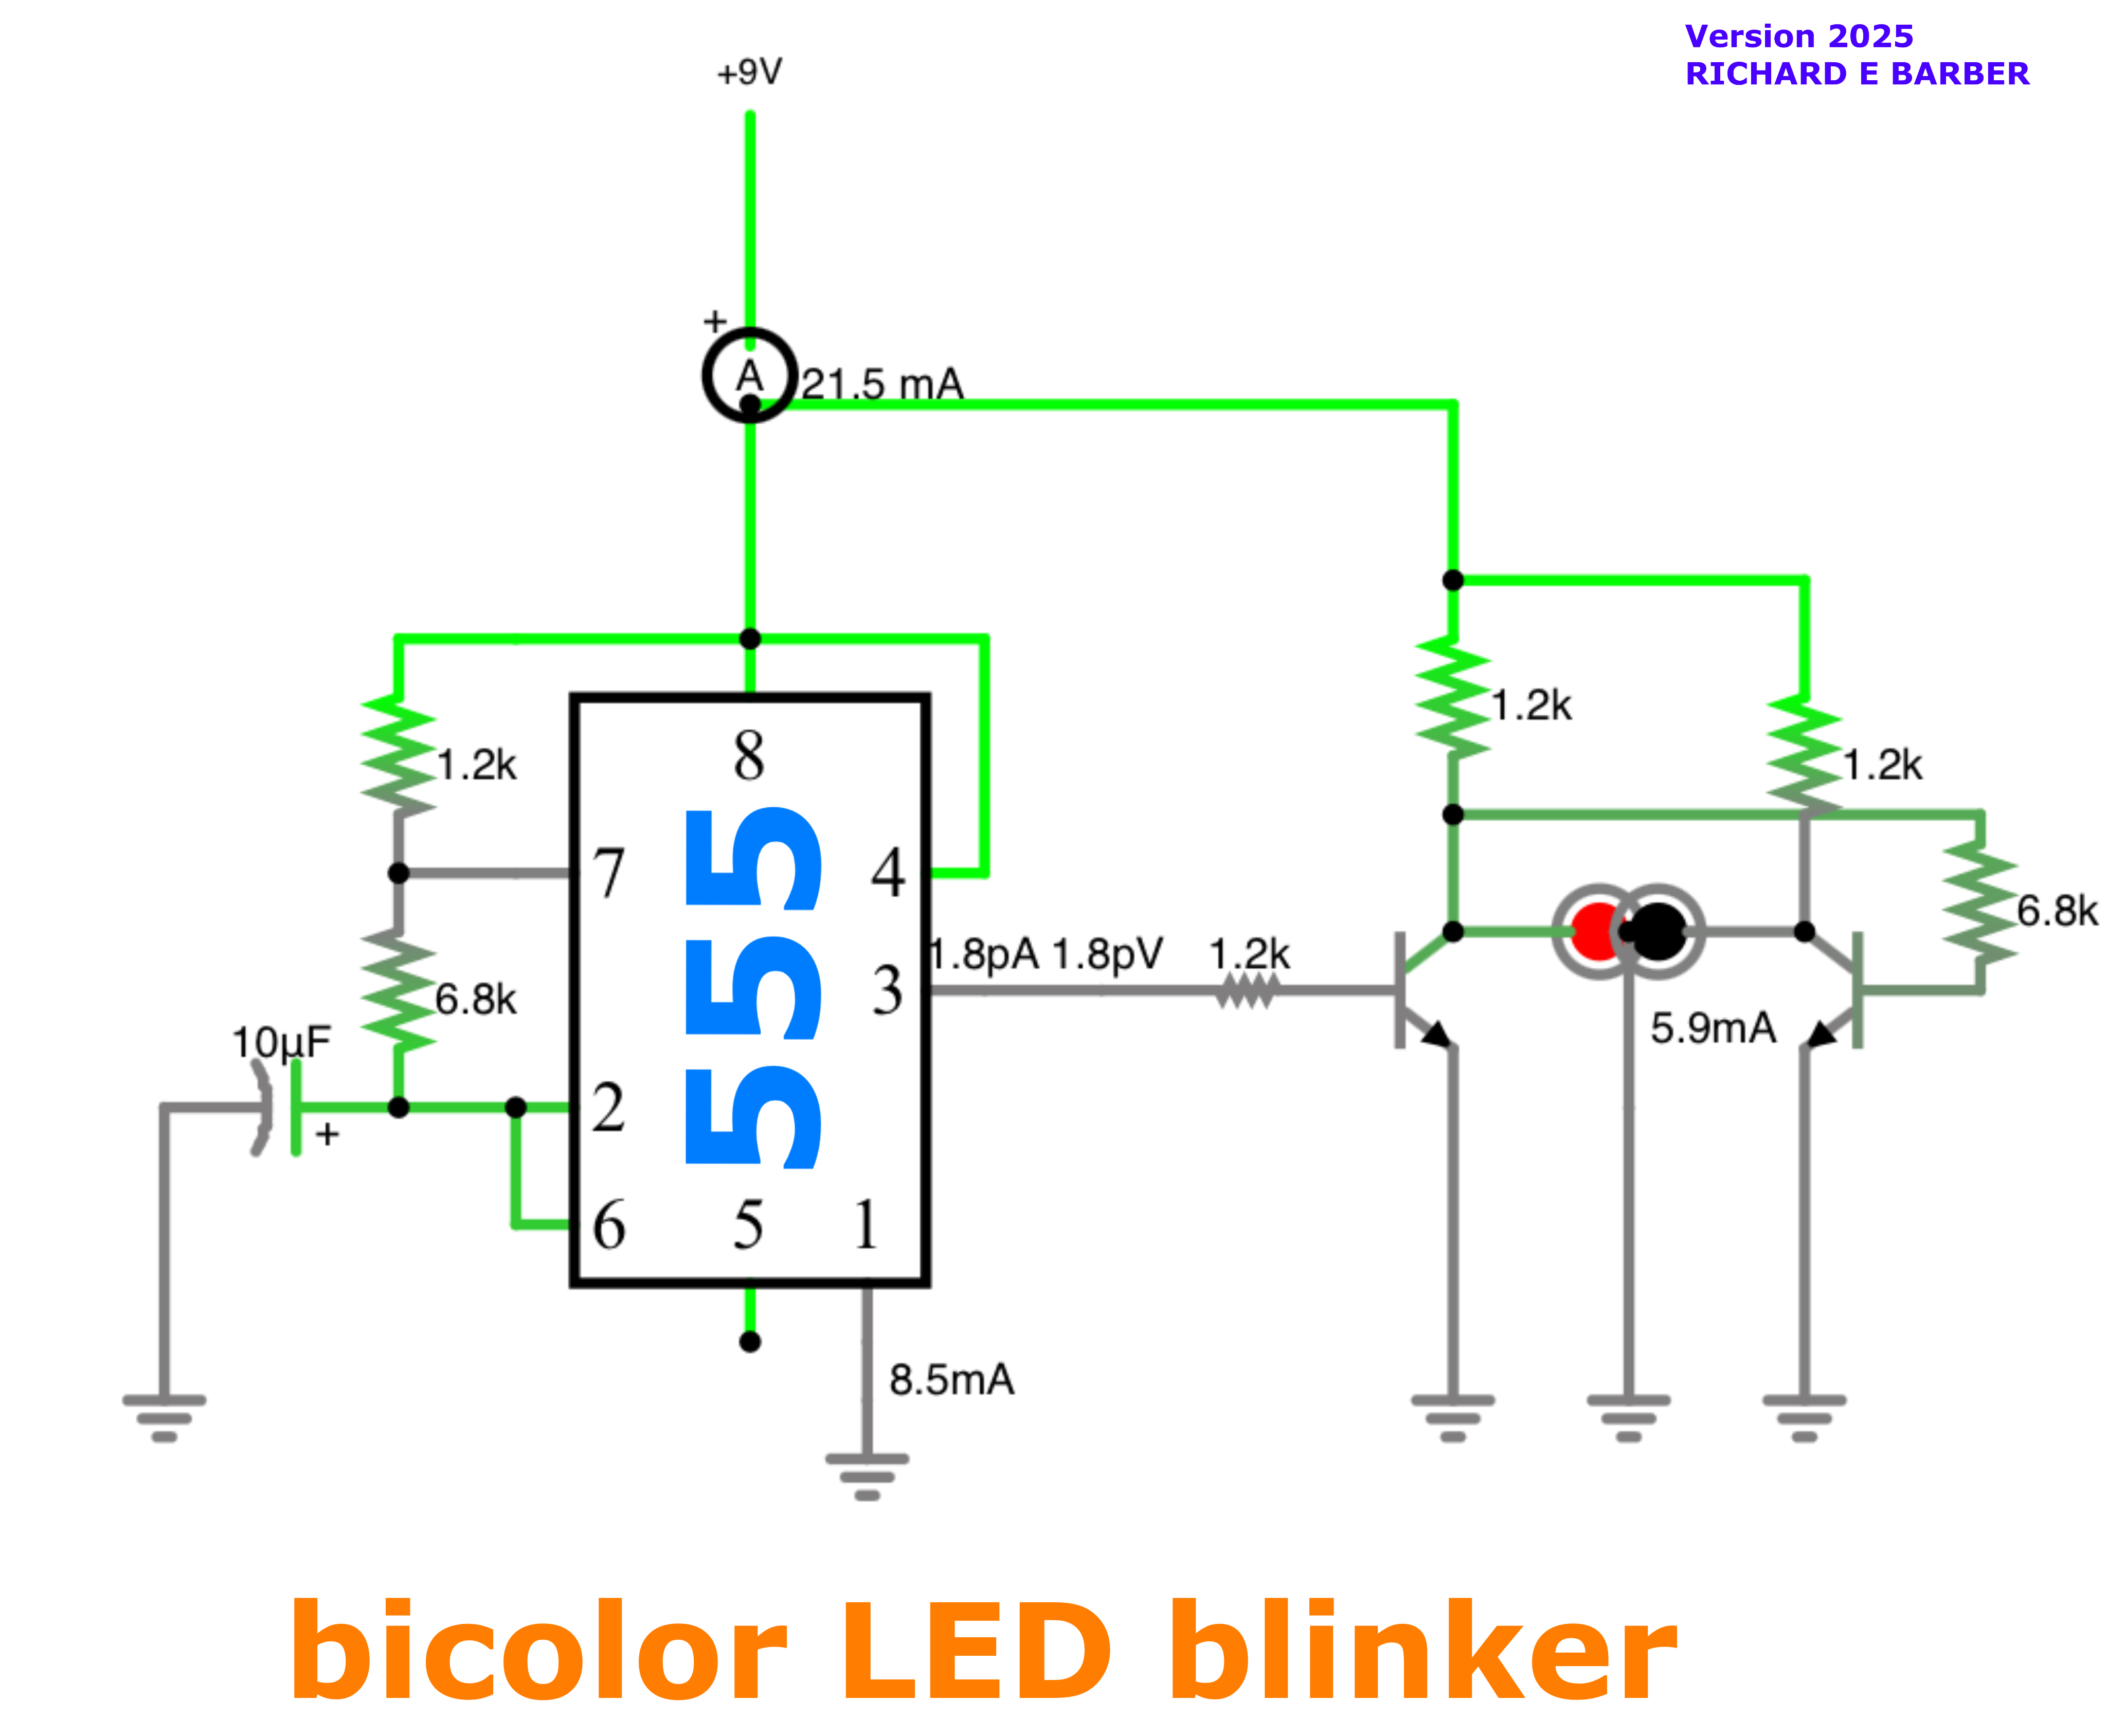 Version 2025
RICHARD E BARBER
+9V
+
A
21.5 mA
1.2k
1.2k
1.2k
8
555
7
4
6.8k
1.8pA 1.8pV 1.2k
3
6.8k
10µF
+
5.9mA
2
6
5
1
8.5mA
bicolor LED blinker